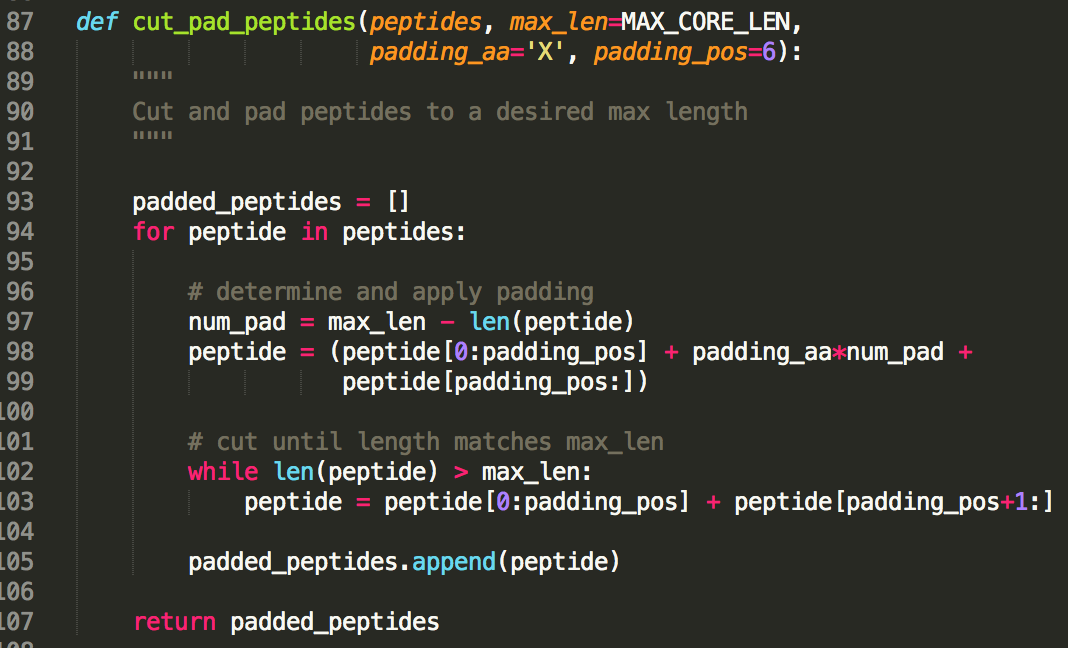 87 def cut_pad_peptides(peptides, max_len=MAX_CORE_LEN,
88 padding_aa='X', padding_pos=6):
89 """
90 Cut and pad peptides to a desired max length
91 """
92
93 padded_peptides = []
94 for peptide in peptides:
95
96 # determine and apply padding
97 num_pad = max_len - len(peptide)
98 peptide = (peptide[0:padding_pos] + padding_aa*num_pad +
99 peptide[padding_pos:])
100
101 # cut until length matches max_len
102 while len(peptide) > max_len:
103 peptide = peptide[0:padding_pos] + peptide[padding_pos+1:]
104
105 padded_peptides.append(peptide)
106
107 return padded_peptides